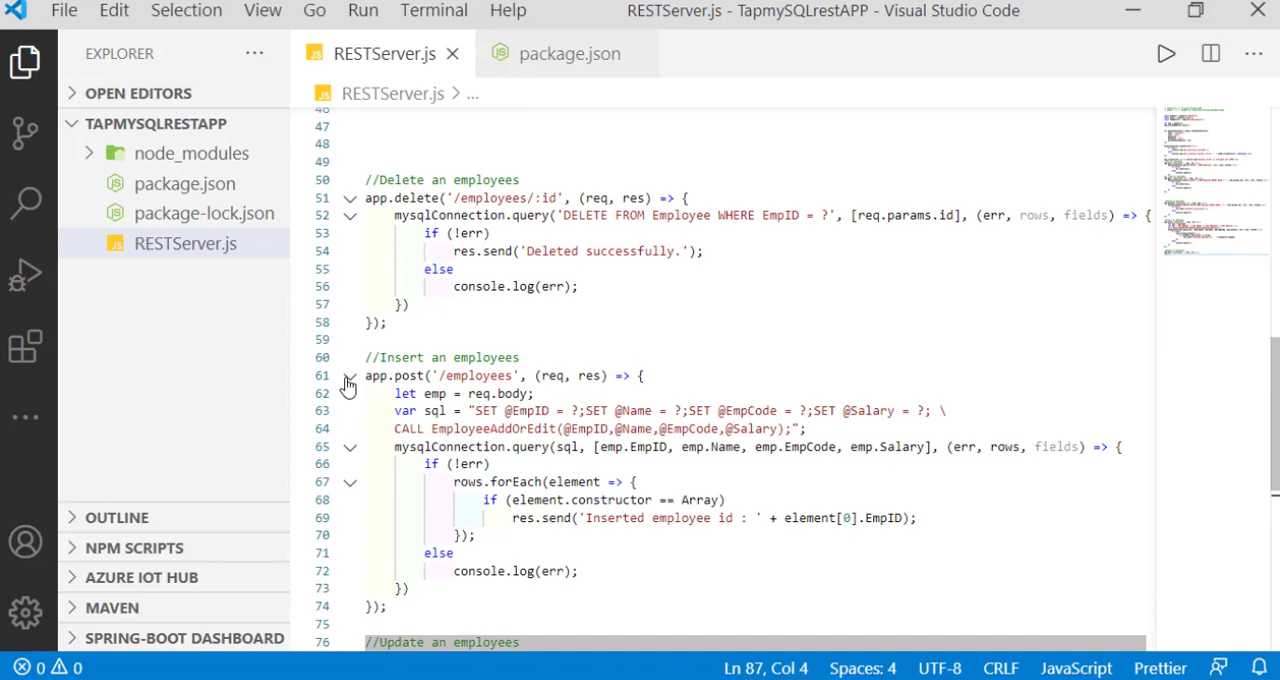 File Edit Selection View Go Run Terminal Help RESTServer.js - TapmySQLrestAPP - Visual Studio Code
EXPLORER ···
JS RESTServer.js package.json
OPEN EDITORS
JS RESTServer.js > ...
TAPMYSQLRESTAPP
node_modules
package.json
package-lock.json
JS RESTServer.js
OUTLINE
NPM SCRIPTS
AZURE IOT HUB
MAVEN
SPRING-BOOT DASHBOARD
46
47
48
49
50 //Delete an employees
51 app.delete('/employees/:id', (req, res) => {
52 mysqlConnection.query('DELETE FROM Employee WHERE EmpID = ?', [req.params.id], (err, rows, fields) => {
53 if (!err)
54 res.send('Deleted successfully.');
55 else
56 console.log(err);
57 })
58 });
59
60 //Insert an employees
61 app.post('/employees', (req, res) => {
62 let emp = req.body;
63 var sql = "SET @EmpID = ?;SET @Name = ?;SET @EmpCode = ?;SET @Salary = ?; \
64 CALL EmployeeAddOrEdit(@EmpID,@Name,@EmpCode,@Salary);";
65 mysqlConnection.query(sql, [emp.EmpID, emp.Name, emp.EmpCode, emp.Salary], (err, rows, fields) => {
66 if (!err)
67 rows.forEach(element => {
68 if (element.constructor == Array)
69 res.send('Inserted employee id : ' + element[0].EmpID);
70 });
71 else
72 console.log(err);
73 })
74 });
75
76 //Update an employees
0 0 Ln 87, Col 4 Spaces: 4 UTF-8 CRLF JavaScript Prettier